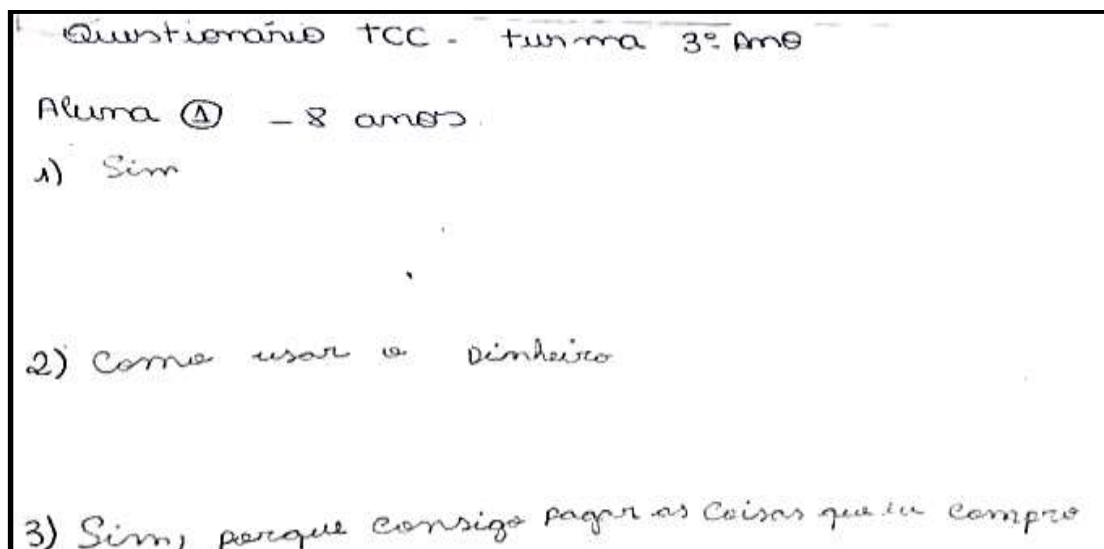 Questionário TCC - turma 3º Ano
Aluna ① - 8 anos.
1) Sim
2) Como usar o Dinheiro
3) Sim, porque consigo pagar as Coisas que eu compro